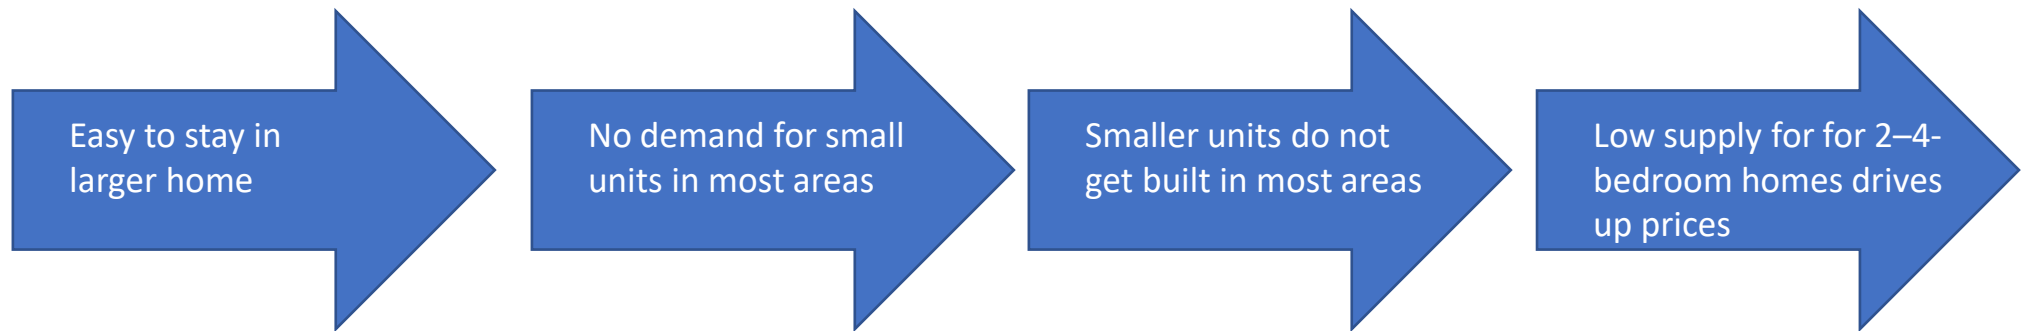 Easy to stay in
larger home
No demand for small
units in most areas
Smaller units do not
get built in most areas
Low supply for for 2–4-
bedroom homes drives
up prices